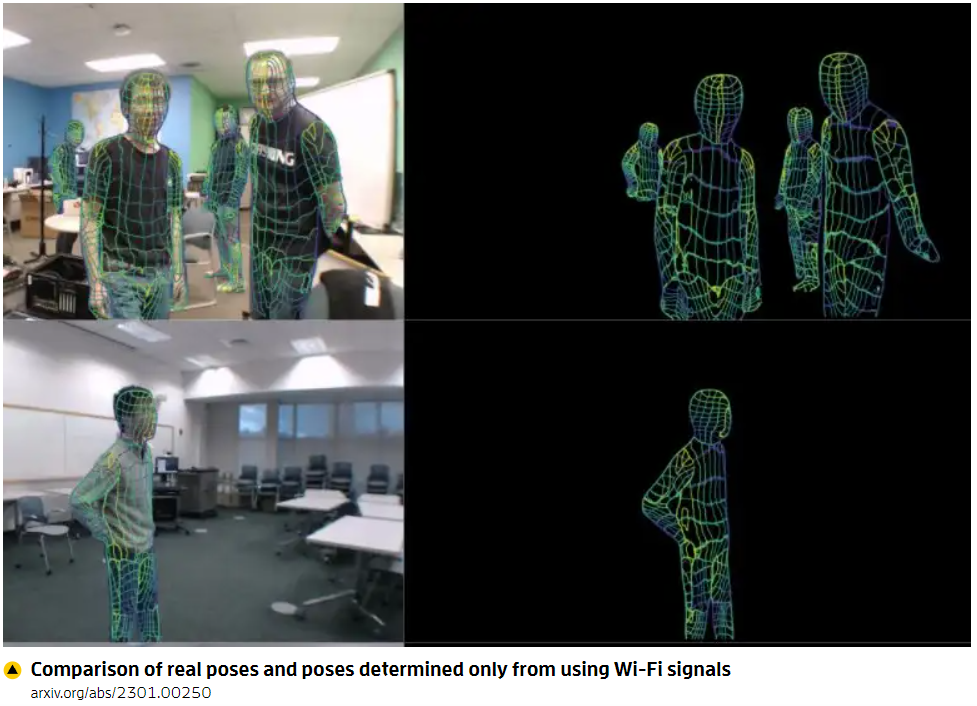 Comparison of real poses and poses determined only from using Wi-Fi signals
arxiv.org/abs/2301.00250